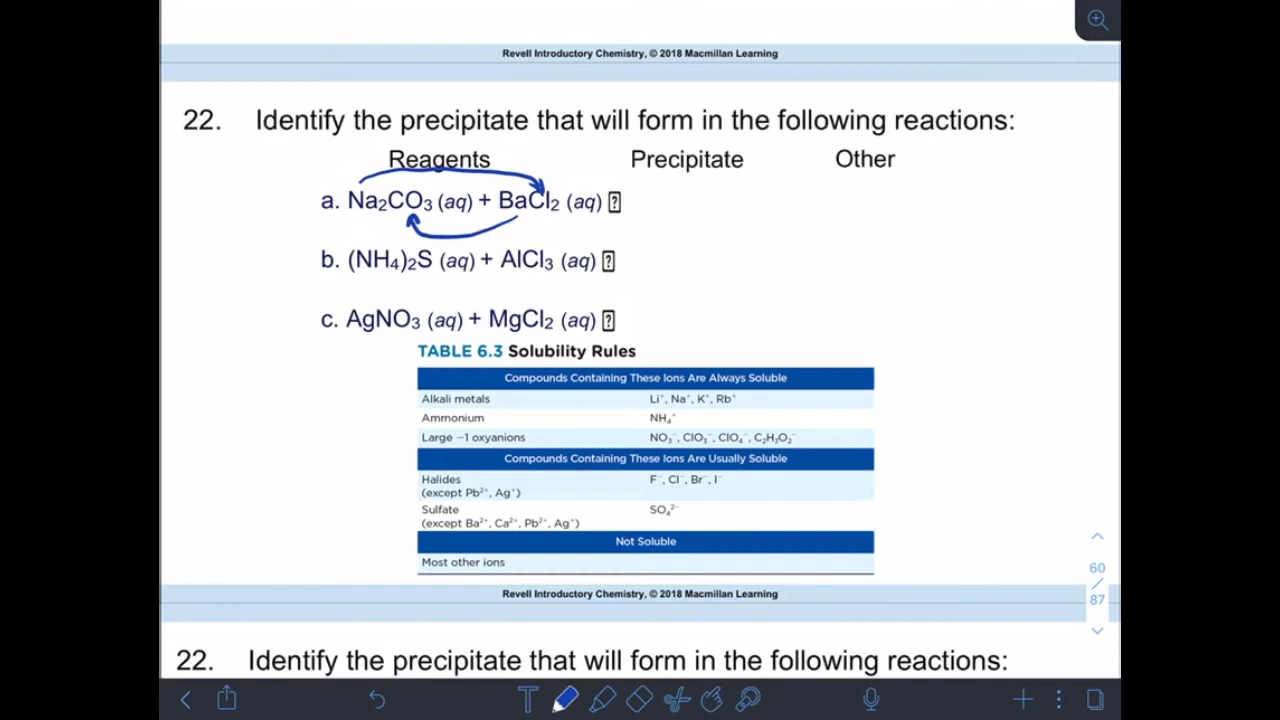 Revell Introductory Chemistry, © 2018 Macmillan Learning
22. Identify the precipitate that will form in the following reactions:
Reagents Precipitate Other
a. Na₂CO₃ (aq) + BaCl₂ (aq) ⍰
b. (NH₄)₂S (aq) + AlCl₃ (aq) ⍰
c. AgNO₃ (aq) + MgCl₂ (aq) ⍰
TABLE 6.3 Solubility Rules
Compounds Containing These Ions Are Always Soluble
Alkali metals Li⁺, Na⁺, K⁺, Rb⁺
Ammonium NH₄⁺
Large −1 oxyanions NO₃⁻, ClO₃⁻, ClO₄⁻, C₂H₃O₂⁻
Compounds Containing These Ions Are Usually Soluble
Halides F⁻, Cl⁻, Br⁻, I⁻
(except Pb²⁺, Ag⁺)
Sulfate SO₄²⁻
(except Ba²⁺, Ca²⁺, Pb²⁺, Ag⁺)
Not Soluble
Most other ions
60
/
87
Revell Introductory Chemistry, © 2018 Macmillan Learning
22. Identify the precipitate that will form in the following reactions:
T